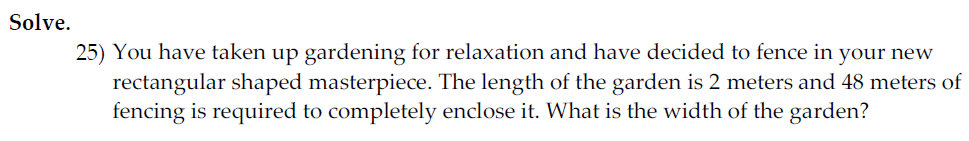 Solve.
25) You have taken up gardening for relaxation and have decided to fence in your new
rectangular shaped masterpiece. The length of the garden is 2 meters and 48 meters of
fencing is required to completely enclose it. What is the width of the garden?